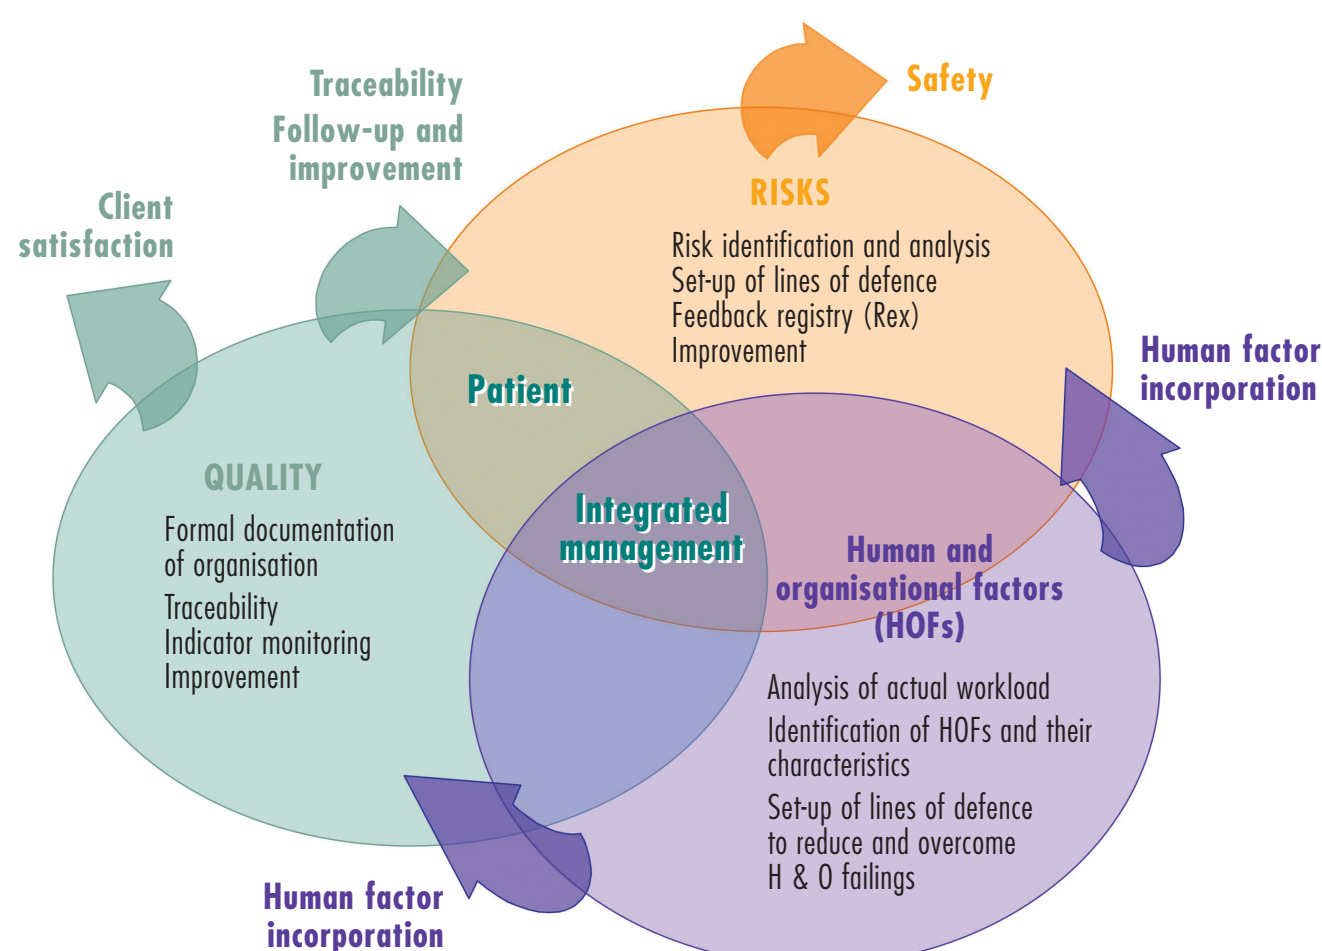 Traceability
Follow-up and
improvement
Safety
Client
satisfaction
RISKS
Risk identification and analysis
Set-up of lines of defence
Feedback registry (Rex)
Improvement
Human factor
incorporation
Patient
QUALITY
Formal documentation
of organisation
Traceability
Indicator monitoring
Improvement
Integrated
management
Human and
organisational factors
(HOFs)
Analysis of actual workload
Identification of HOFs and their
characteristics
Set-up of lines of defence
to reduce and overcome
H & O failings
Human factor
incorporation